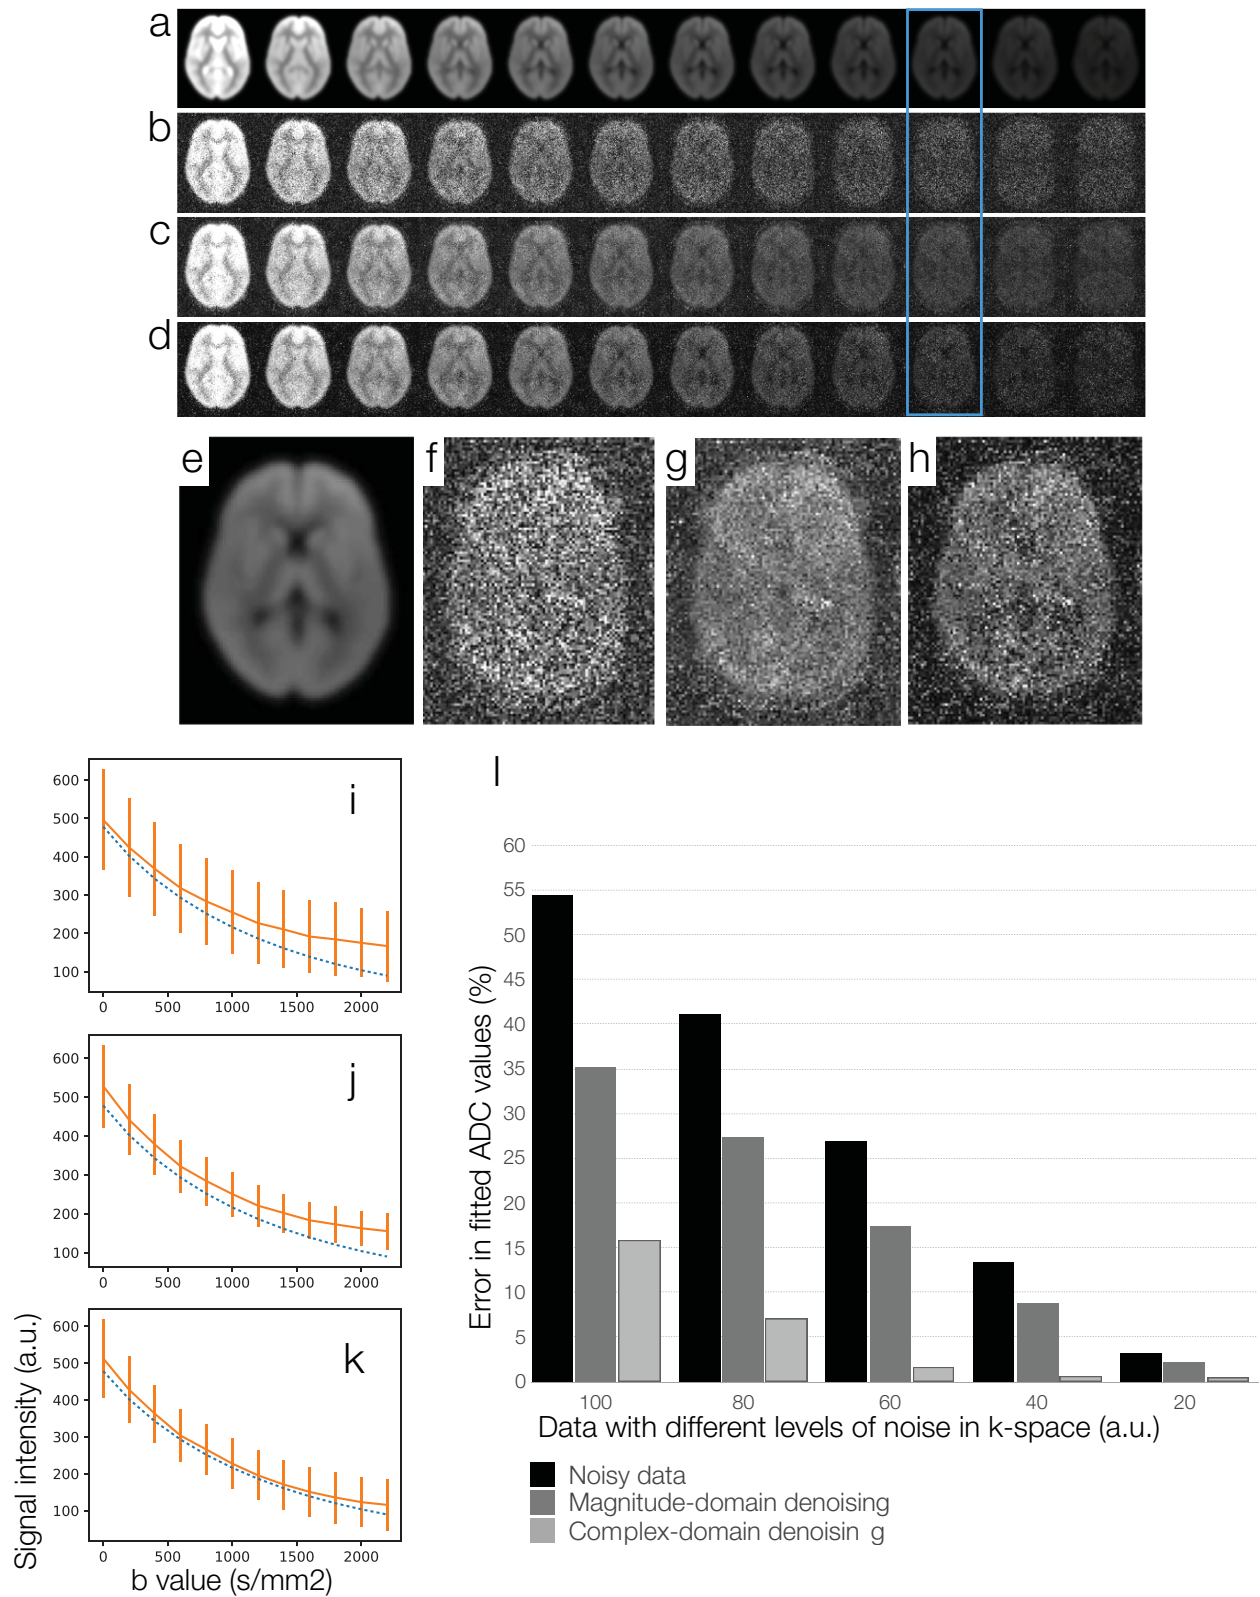 a
b
c
d
e f g h
i
600
500
400
300
200
100
0 500 1000 1500 2000
j
600
500
400
300
200
100
0 500 1000 1500 2000
k
600
500
400
300
200
100
0 500 1000 1500 2000
Signal intensity (a.u.)
b value (s/mm2)
l
60
55
50
45
40
35
30
25
20
15
10
5
0
Error in fitted ADC values (%)
100 80 60 40 20
Data with different levels of noise in k-space (a.u.)
Noisy data
Magnitude-domain denoising
Complex-domain denoisin g